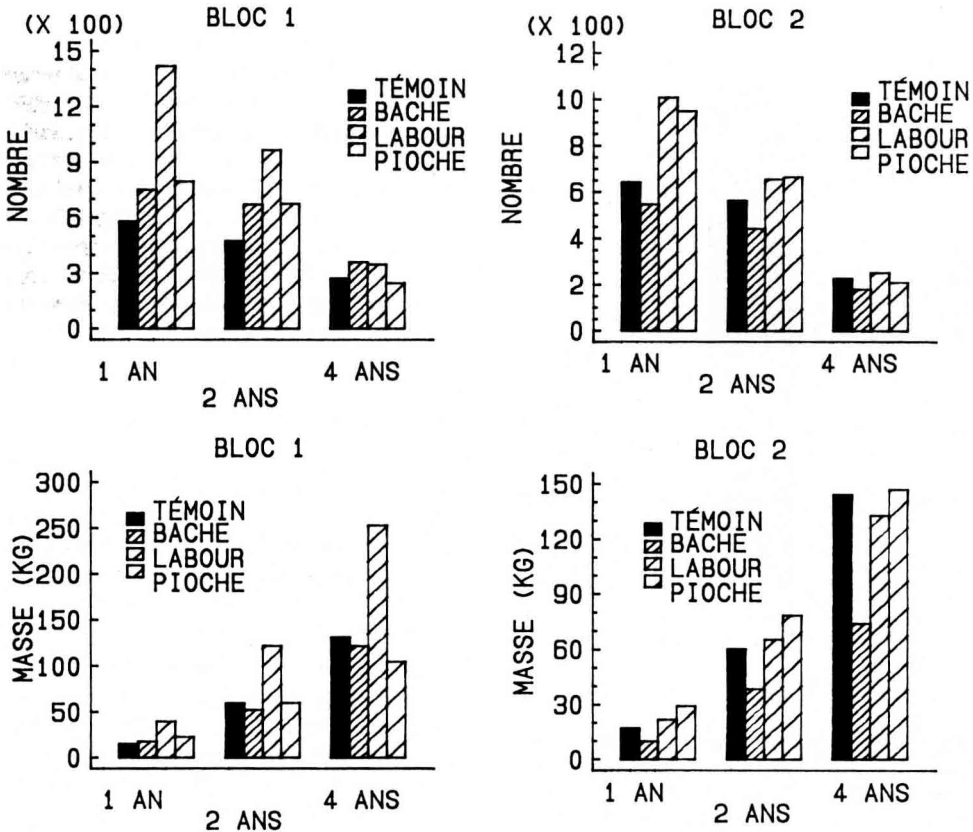 BLOC 1
(X 100)
15
12
9
6
3
0
NOMBRE
TÉMOIN
BACHE
LABOUR
PIOCHE
1 AN
2 ANS
4 ANS
BLOC 2
(X 100)
12
10
8
6
4
2
0
NOMBRE
TÉMOIN
BACHE
LABOUR
PIOCHE
1 AN
2 ANS
4 ANS
BLOC 1
300
250
200
150
100
50
0
MASSE (KG)
TÉMOIN
BACHE
LABOUR
PIOCHE
1 AN
2 ANS
4 ANS
BLOC 2
150
120
90
60
30
0
MASSE (KG)
TÉMOIN
BACHE
LABOUR
PIOCHE
1 AN
2 ANS
4 ANS